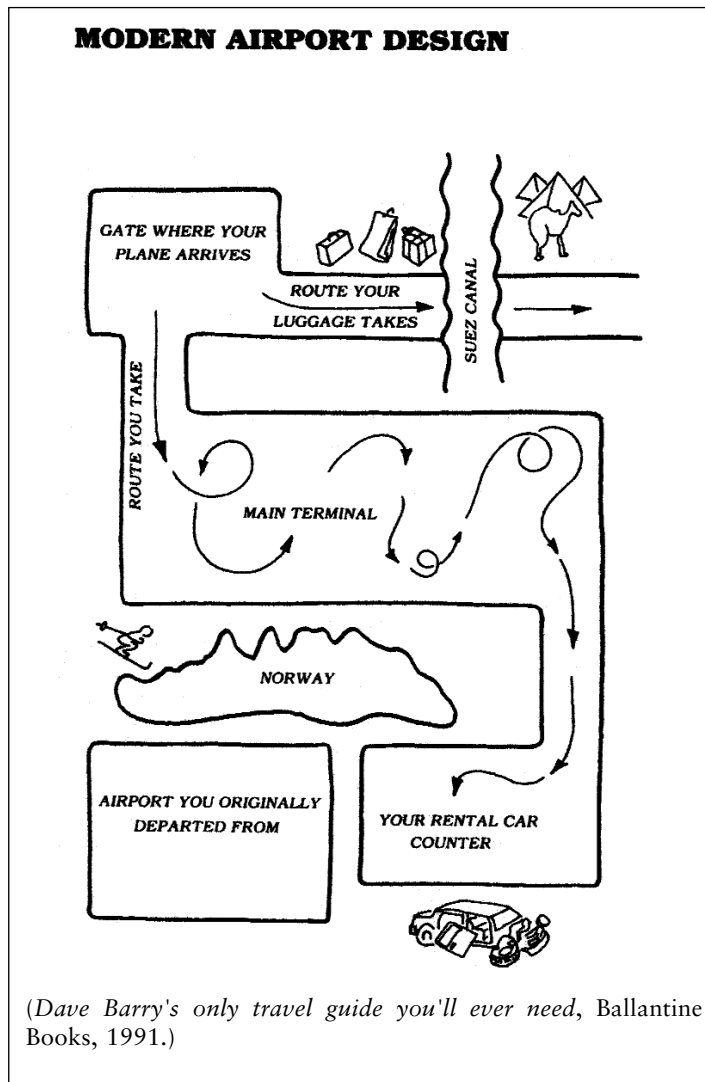 MODERN AIRPORT DESIGN
GATE WHERE YOUR
PLANE ARRIVES
ROUTE YOUR
LUGGAGE TAKES
SUEZ CANAL
ROUTE YOU TAKE
MAIN TERMINAL
NORWAY
AIRPORT YOU ORIGINALLY
DEPARTED FROM
YOUR RENTAL CAR
COUNTER
(Dave Barry's only travel guide you'll ever need, Ballantine
Books, 1991.)